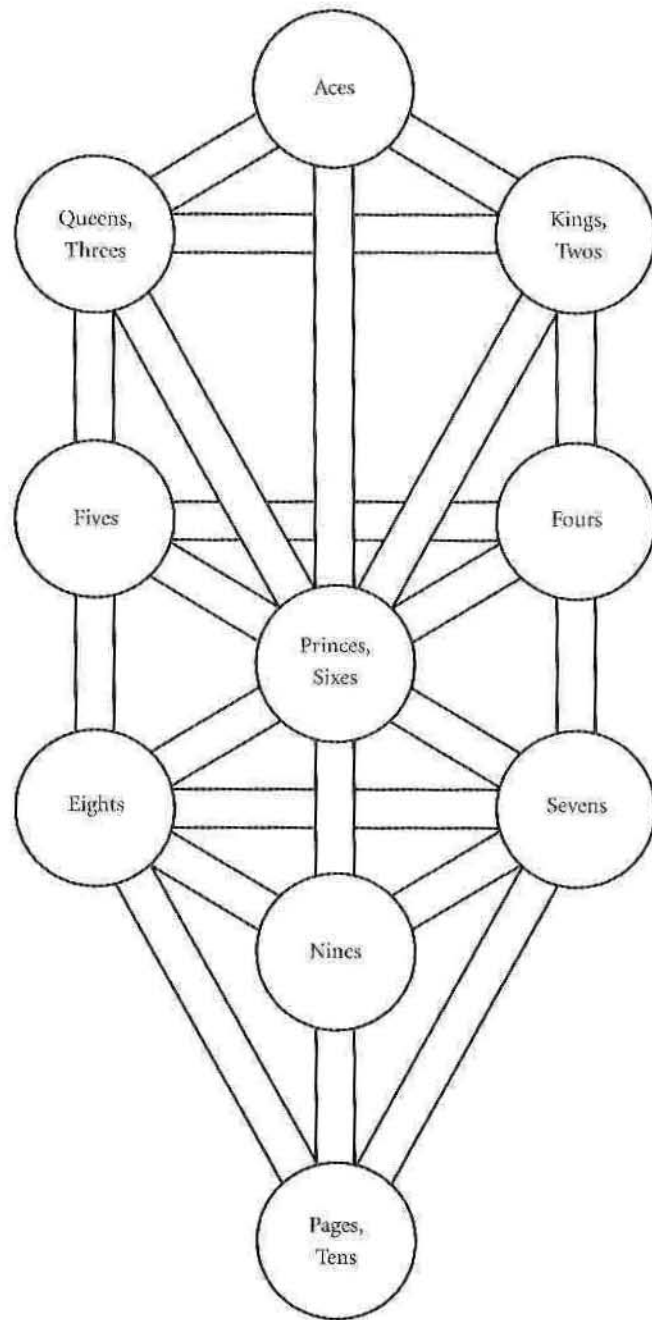 Aces
Queens,
Threes
Kings,
Twos
Fives
Fours
Princes,
Sixes
Eights
Sevens
Nines
Pages,
Tens